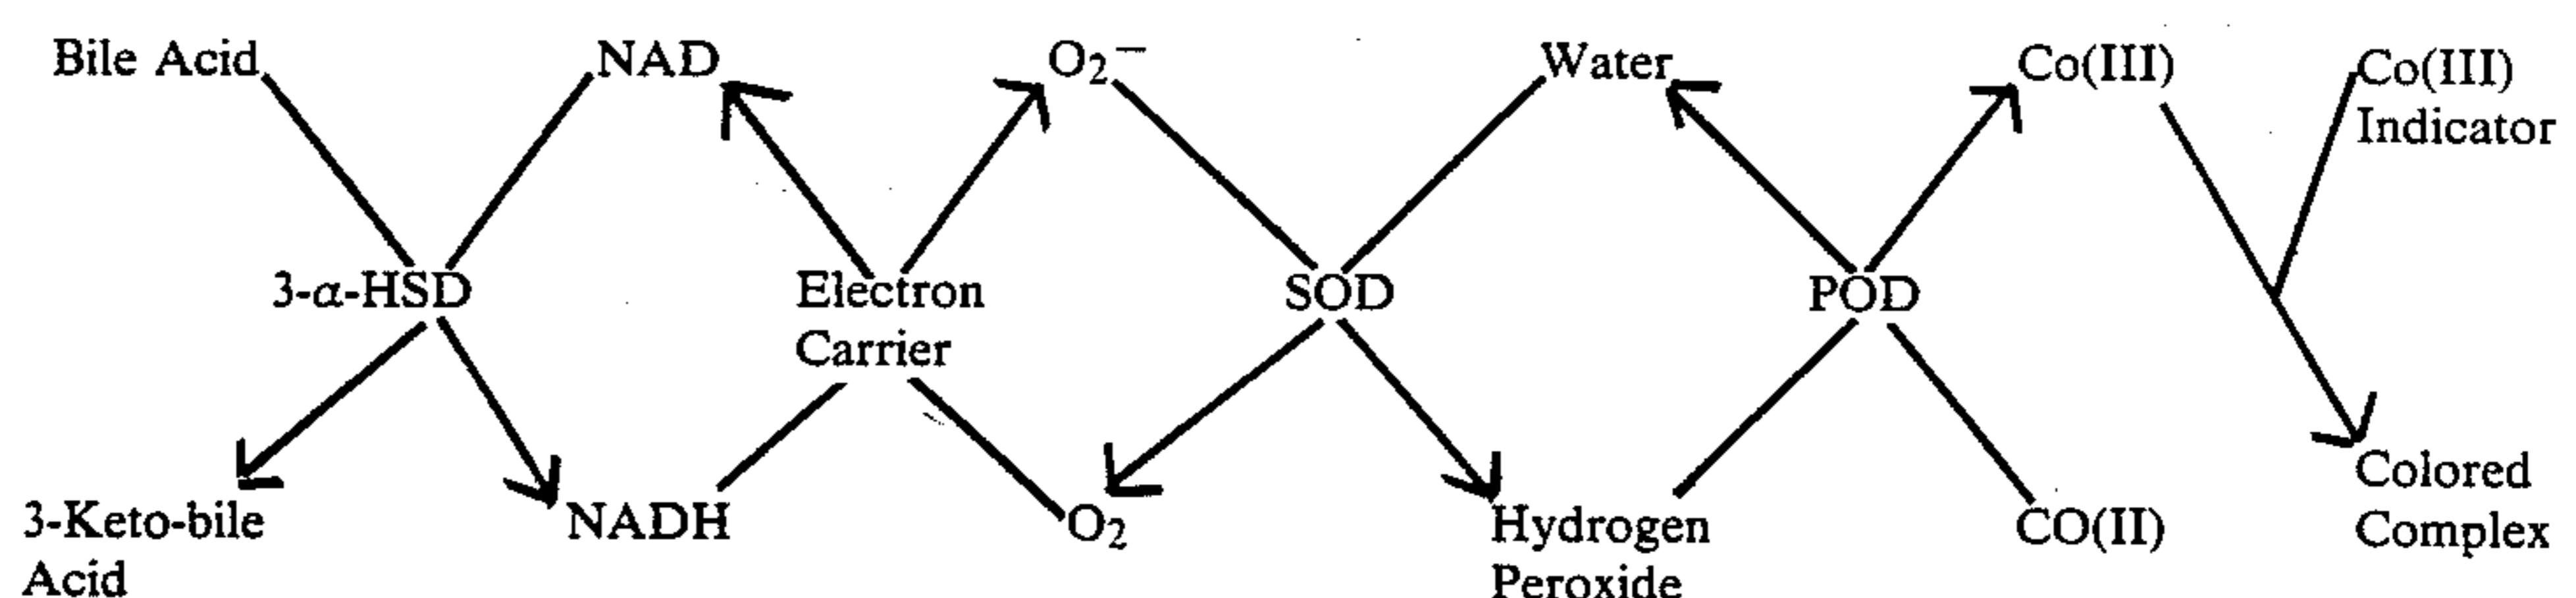 Bile Acid NAD O₂⁻ Water Co(III) Co(III)
Indicator
3-α-HSD Electron SOD POD
Carrier
3-Keto-bile NADH O₂ Hydrogen CO(II) Colored
Acid Peroxide Complex